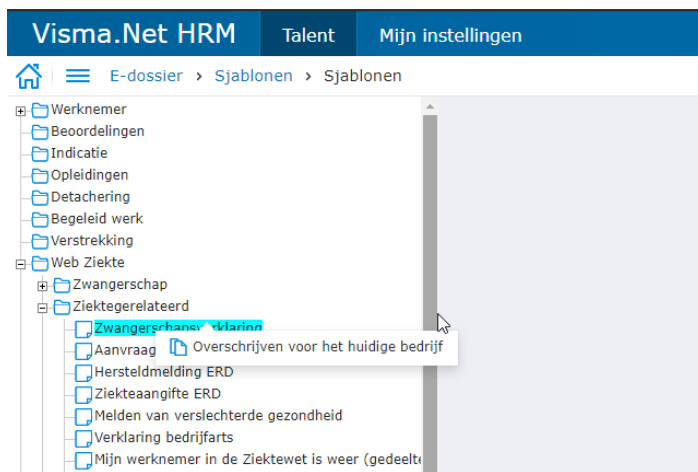 Visma.Net HRM Talent Mijn instellingen
E-dossier > Sjablonen > Sjablonen
Werknemer
Beoordelingen
Indicatie
Opleidingen
Detachering
Begeleid werk
Verstrekking
Web Ziekte
Zwangerschap
Ziektegerelateerd
Zwangerschapsverklaring
Aanvraag
Overschrijven voor het huidige bedrijf
Hersteldmelding ERD
Ziekteaangifte ERD
Melden van verslechterde gezondheid
Verklaring bedrijfarts
Mijn werknemer in de Ziektewet is weer (gedeelte